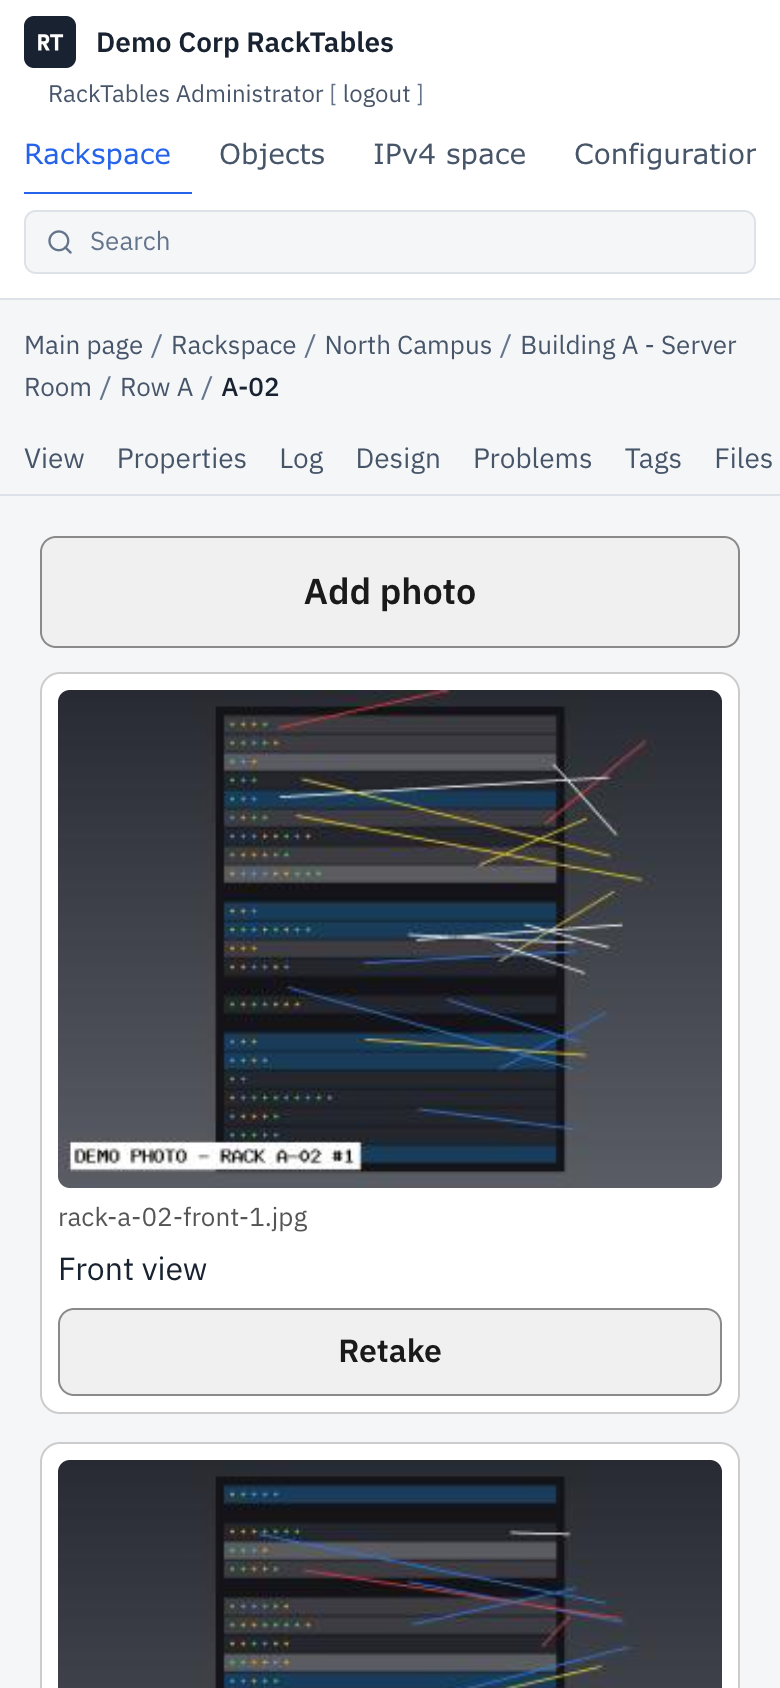 RT
Demo Corp RackTables
RackTables Administrator [ logout ]
Rackspace Objects IPv4 space Configuration
Search
Main page / Rackspace / North Campus / Building A - Server
Room / Row A / A-02
View Properties Log Design Problems Tags Files
Add photo
DEMO PHOTO - RACK A-02 #1
rack-a-02-front-1.jpg
Front view
Retake